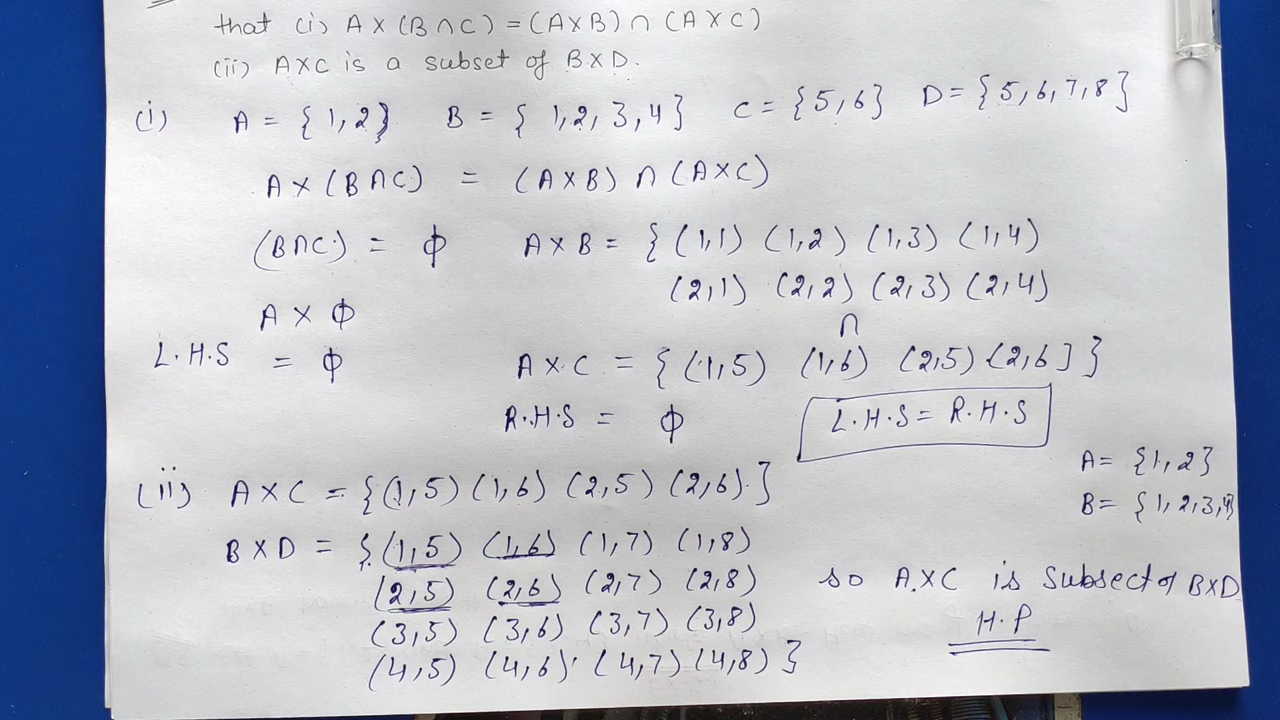 that (i) A × (B∩C) = (A×B) ∩ (A×C)
(ii) A×C is a subset of B×D.
(i) A = {1,2} B = {1,2,3,4} C = {5,6} D = {5,6,7,8}
A × (B∩C) = (A×B) ∩ (A×C)
(B∩C) = ϕ A×B = {(1,1) (1,2) (1,3) (1,4)
(2,1) (2,2) (2,3) (2,4)
A × ϕ ∩
L.H.S = ϕ A×C = {(1,5) (1,6) (2,5) (2,6]}
R.H.S = ϕ L.H.S = R.H.S
A = {1,2}
(ii) A×C = {(1,5) (1,6) (2,5) (2,6).}
B = {1,2,3,4}
B×D = {(1,5) (1,6) (1,7) (1,8)
(2,5) (2,6) (2,7) (2,8) so A×C is Subsect of B×D
(3,5) (3,6) (3,7) (3,8) H.P
(4,5) (4,6) (4,7) (4,8)}